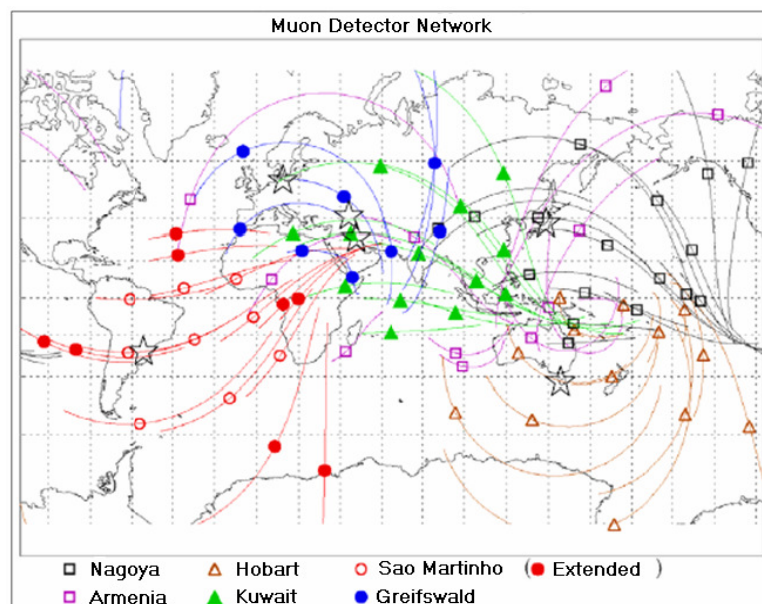 Muon Detector Network
Nagoya Hobart Sao Martinho ( Extended )
Armenia Kuwait Greifswald